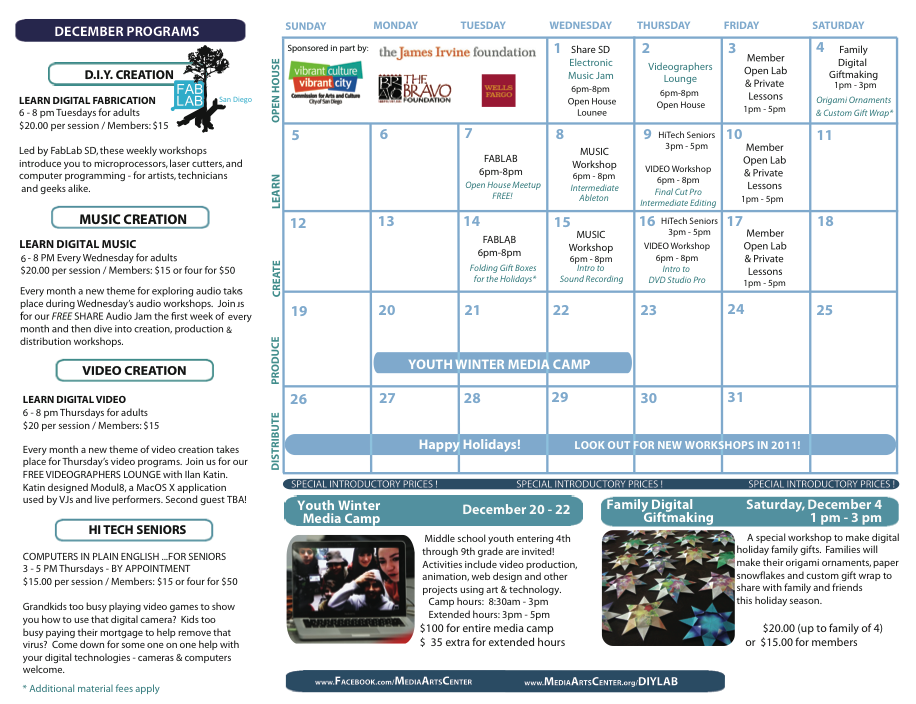 DECEMBER PROGRAMS
D.I.Y. CREATION
FAB
LAB
San Diego
LEARN DIGITAL FABRICATION
6 - 8 pm Tuesdays for adults
$20.00 per session / Members: $15
Led by FabLab SD, these weekly workshops
introduce you to microprocessors, laser cutters, and
computer programming - for artists, technicians
and geeks alike.
MUSIC CREATION
LEARN DIGITAL MUSIC
6 - 8 PM Every Wednesday for adults
$20.00 per session / Members: $15 or four for $50
Every month a new theme for exploring audio takes
place during Wednesday's audio workshops. Join us
for our FREE SHARE Audio Jam the first week of every
month and then dive into creation, production &
distribution workshops.
VIDEO CREATION
LEARN DIGITAL VIDEO
6 - 8 pm Thursdays for adults
$20 per session / Members: $15
Every month a new theme of video creation takes
place for Thursday's video programs. Join us for our
FREE VIDEOGRAPHERS LOUNGE with Ilan Katin.
Katin designed Modul8, a MacOS X application
used by VJs and live performers. Second guest TBA!
HI TECH SENIORS
COMPUTERS IN PLAIN ENGLISH ...FOR SENIORS
3 - 5 PM Thursdays - BY APPOINTMENT
$15.00 per session / Members: $15 or four for $50
Grandkids too busy playing video games to show
you how to use that digital camera? Kids too
busy paying their mortgage to help remove that
virus? Come down for some one on one help with
your digital technologies - cameras & computers
welcome.
* Additional material fees apply
SUNDAY MONDAY TUESDAY WEDNESDAY THURSDAY FRIDAY SATURDAY
OPEN HOUSE
Sponsored in part by:
vibrant culture
vibrant city
Commission for Arts and Culture
City of San Diego
the James Irvine foundation
THE
BRAVO
FOUNDATION
WELLS
FARGO
1 Share SD
Electronic
Music Jam
6pm-8pm
Open House
Lounee
2
Videographers
Lounge
6pm-8pm
Open House
3
Member
Open Lab
& Private
Lessons
1pm - 5pm
4 Family
Digital
Giftmaking
1pm - 3pm
Origami Ornaments
& Custom Gift Wrap*
LEARN
5
6
7
FABLAB
6pm-8pm
Open House Meetup
FREE!
8
MUSIC
Workshop
6pm - 8pm
Intermediate
Ableton
9 HiTech Seniors
3pm - 5pm
VIDEO Workshop
6pm - 8pm
Final Cut Pro
Intermediate Editing
10
Member
Open Lab
& Private
Lessons
1pm - 5pm
11
CREATE
12
13
14
FABLAB
6pm-8pm
Folding Gift Boxes
for the Holidays*
15
MUSIC
Workshop
6pm - 8pm
Intro to
Sound Recording
16 HiTech Seniors
3pm - 5pm
VIDEO Workshop
6pm - 8pm
Intro to
DVD Studio Pro
17
Member
Open Lab
& Private
Lessons
1pm - 5pm
18
PRODUCE
19
20
21
22
23
24
25
YOUTH WINTER MEDIA CAMP
DISTRIBUTE
26
27
28
29
30
31
Happy Holidays! LOOK OUT FOR NEW WORKSHOPS IN 2011!
SPECIAL INTRODUCTORY PRICES ! SPECIAL INTRODUCTORY PRICES ! SPECIAL INTRODUCTORY PRICES !
Youth Winter
Media Camp
December 20 - 22
Middle school youth entering 4th
through 9th grade are invited!
Activities include video production,
animation, web design and other
projects using art & technology.
Camp hours: 8:30am - 3pm
Extended hours: 3pm - 5pm
$100 for entire media camp
$ 35 extra for extended hours
Family Digital
Giftmaking
Saturday, December 4
1 pm - 3 pm
A special workshop to make digital
holiday family gifts. Families will
make their origami ornaments, paper
snowflakes and custom gift wrap to
share with family and friends
this holiday season.
$20.00 (up to family of 4)
or $15.00 for members
www.Facebook.com/MediaArtsCenter www.MediaArtsCenter.org/DIYLAB